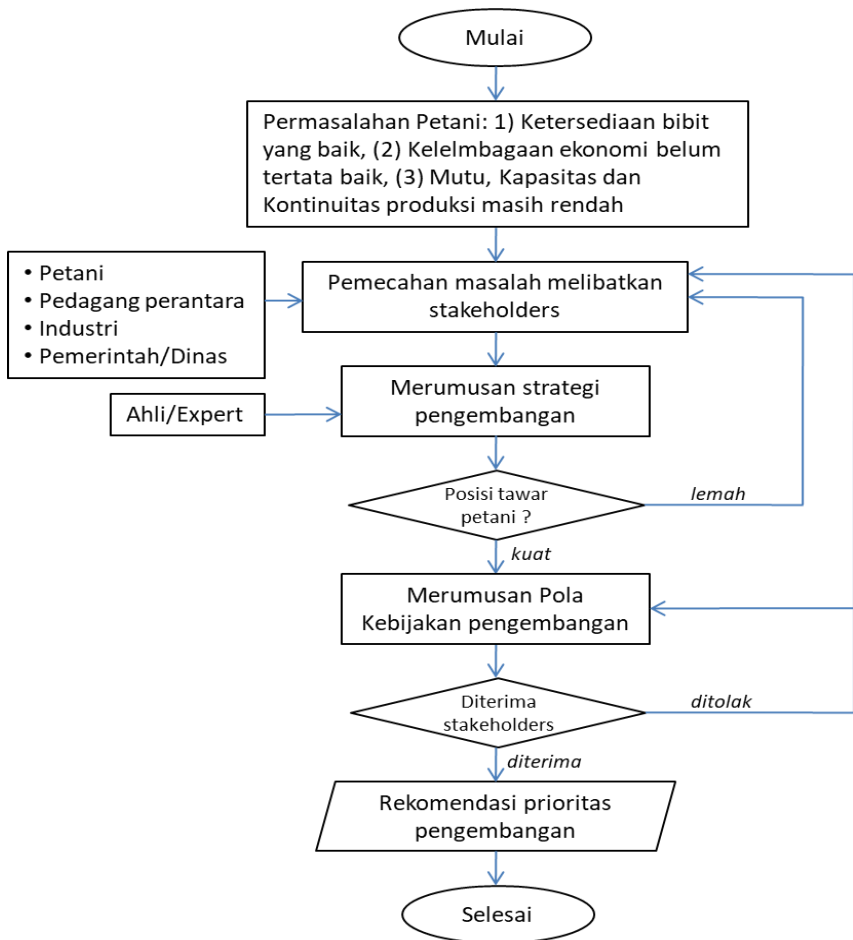 Mulai
Permasalahan Petani: 1) Ketersediaan bibit
yang baik, (2) Kelelmbagaan ekonomi belum
tertata baik, (3) Mutu, Kapasitas dan
Kontinuitas produksi masih rendah
• Petani
• Pedagang perantara
• Industri
• Pemerintah/Dinas
Pemecahan masalah melibatkan
stakeholders
Ahli/Expert
Merumusan strategi
pengembangan
Posisi tawar
petani ?
lemah
kuat
Merumusan Pola
Kebijakan pengembangan
Diterima
stakeholders
ditolak
diterima
Rekomendasi prioritas
pengembangan
Selesai